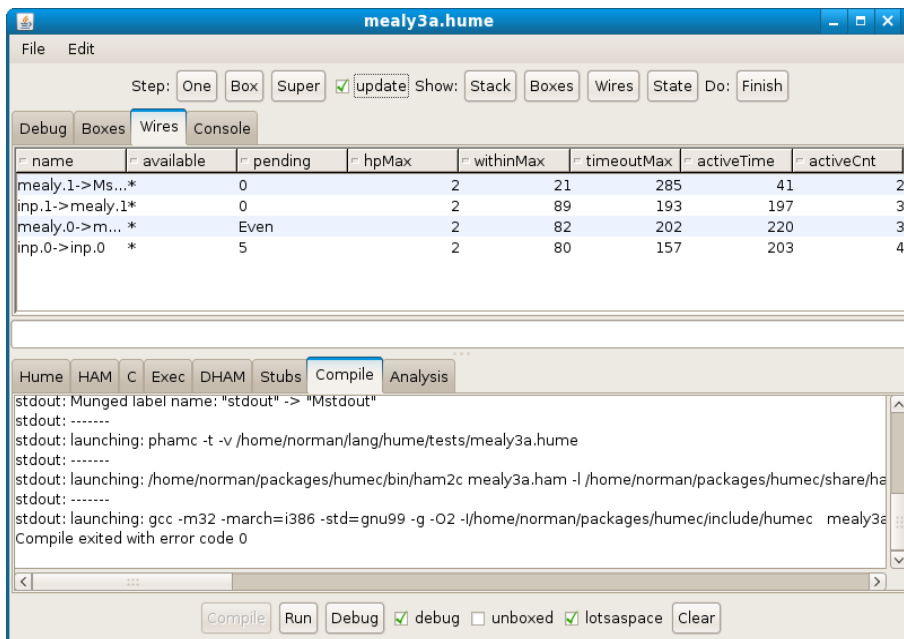 mealy3a.hume
File Edit
Step: One Box Super update Show: Stack Boxes Wires State Do: Finish
Debug Boxes Wires Console
name available pending hpMax withinMax timeoutMax activeTime activeCnt
mealy.1->Ms...* 0 2 21 285 41 2
inp.1->mealy.1* 0 2 89 193 197 3
mealy.0->m... * Even 2 82 202 220 3
inp.0->inp.0 * 5 2 80 157 203 4
Hume HAM C Exec DHAM Stubs Compile Analysis
stdout: Munged label name: "stdout" -> "Mstdout"
stdout: -------
stdout: launching: phamc -t -v /home/norman/lang/hume/tests/mealy3a.hume
stdout: -------
stdout: launching: /home/norman/packages/humec/bin/ham2c mealy3a.ham -l /home/norman/packages/humec/share/ha
stdout: -------
stdout: launching: gcc -m32 -march=i386 -std=gnu99 -g -O2 -I/home/norman/packages/humec/include/humec mealy3a
Compile exited with error code 0
Compile Run Debug debug unboxed lotsaspace Clear